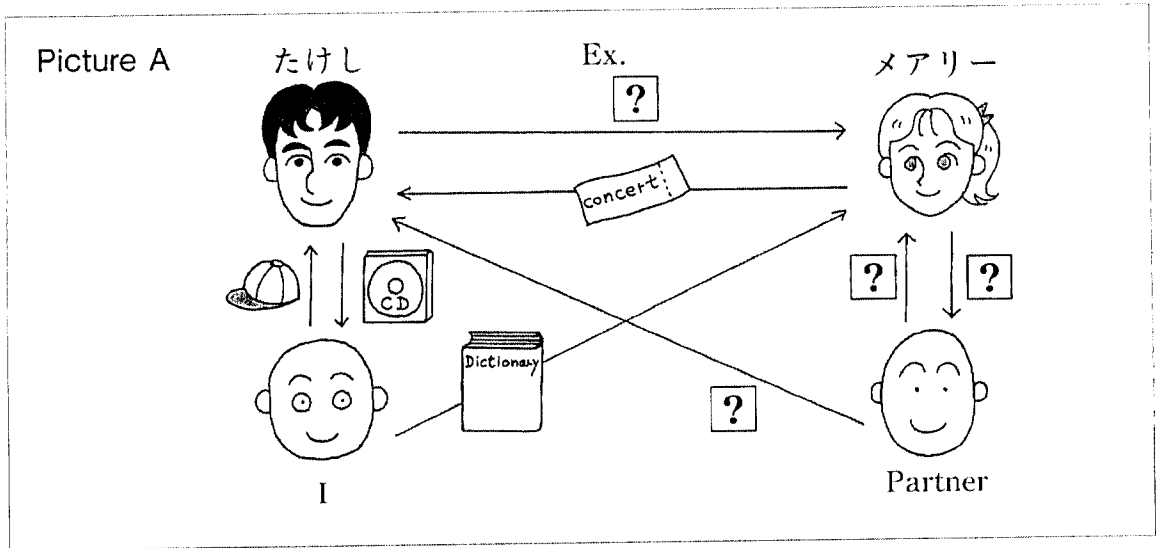 Picture A
たけし
Ex.
メアリー
?
concert
CD
?
?
Dictionary
?
I
Partner